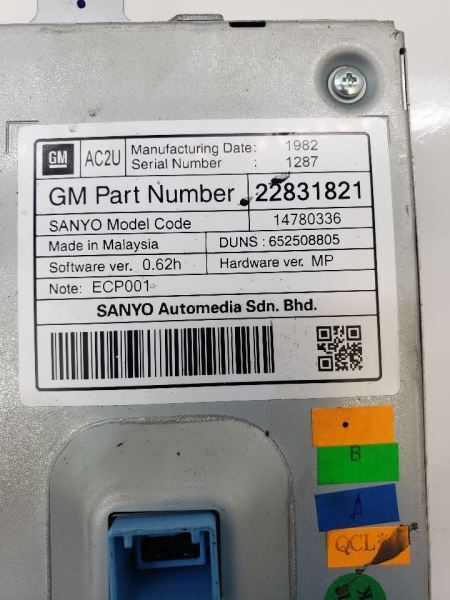 GM AC2U Manufacturing Date: 1982
Serial Number : 1287
GM Part Number 22831821
SANYO Model Code 14780336
Made in Malaysia DUNS : 652508805
Software ver. 0.62h Hardware ver. MP
Note: ECP001
SANYO Automedia Sdn. Bhd.
B
A
QCL